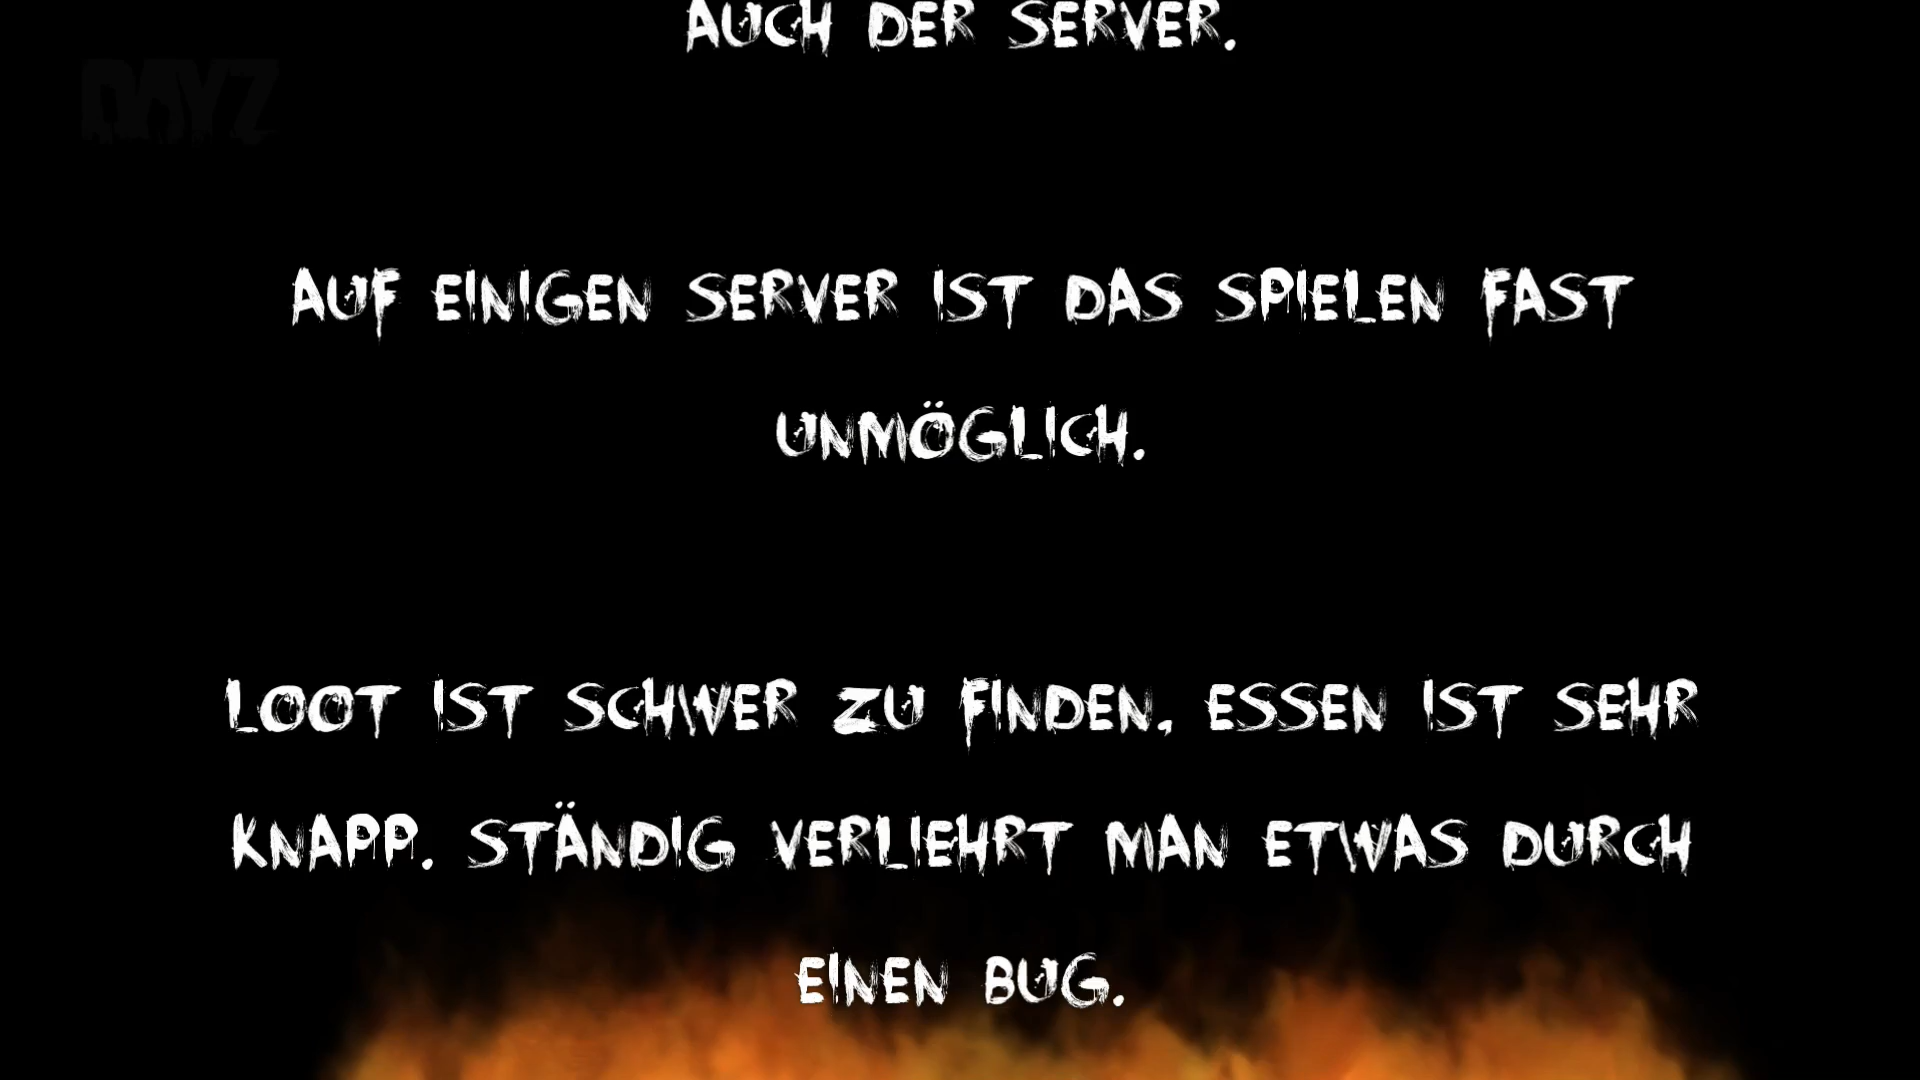 AUCH DER SERVER.
DAYZ
AUF EINIGEN SERVER IST DAS SPIELEN FAST
UNMÖGLICH.
LOOT IST SCHWER ZU FINDEN, ESSEN IST SEHR
KNAPP. STÄNDIG VERLIEHRT MAN ETWAS DURCH
EINEN BUG.